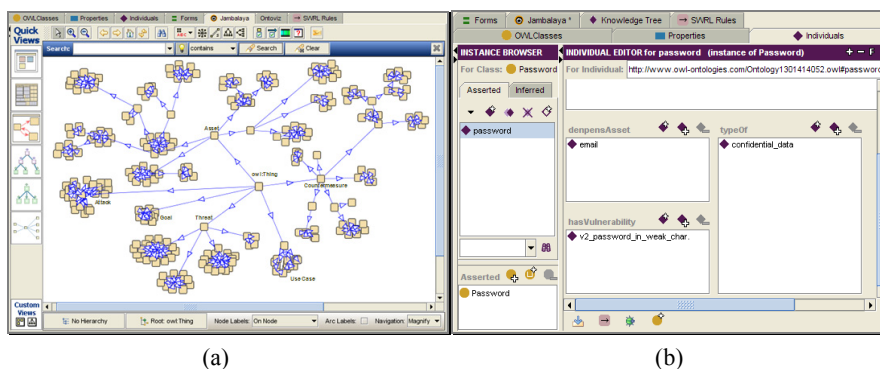 OWLClasses Properties Individuals Forms Jambalaya Ontoviz SWRL Rules
Quick Views
Search: contains Search Clear
Asset
owl:Thing
Countermeasure
Attack
Goal
Threat
UseCase
Custom Views
No Hierarchy Root: owl:Thing Node Labels: On Node Arc Labels: Navigation: Magnify
(a)
Forms Jambalaya * Knowledge Tree SWRL Rules
OWLClasses Properties Individuals
INSTANCE BROWSER
For Class: Password
Asserted Inferred
password
Asserted
Password
INDIVIDUAL EDITOR for password (instance of Password) + - F
For Individual: http://www.owl-ontologies.com/Ontology1301414052.owl#password
denpensAsset
email
typeOf
confidential_data
hasVulnerability
v2_password_in_weak_char.
(b)